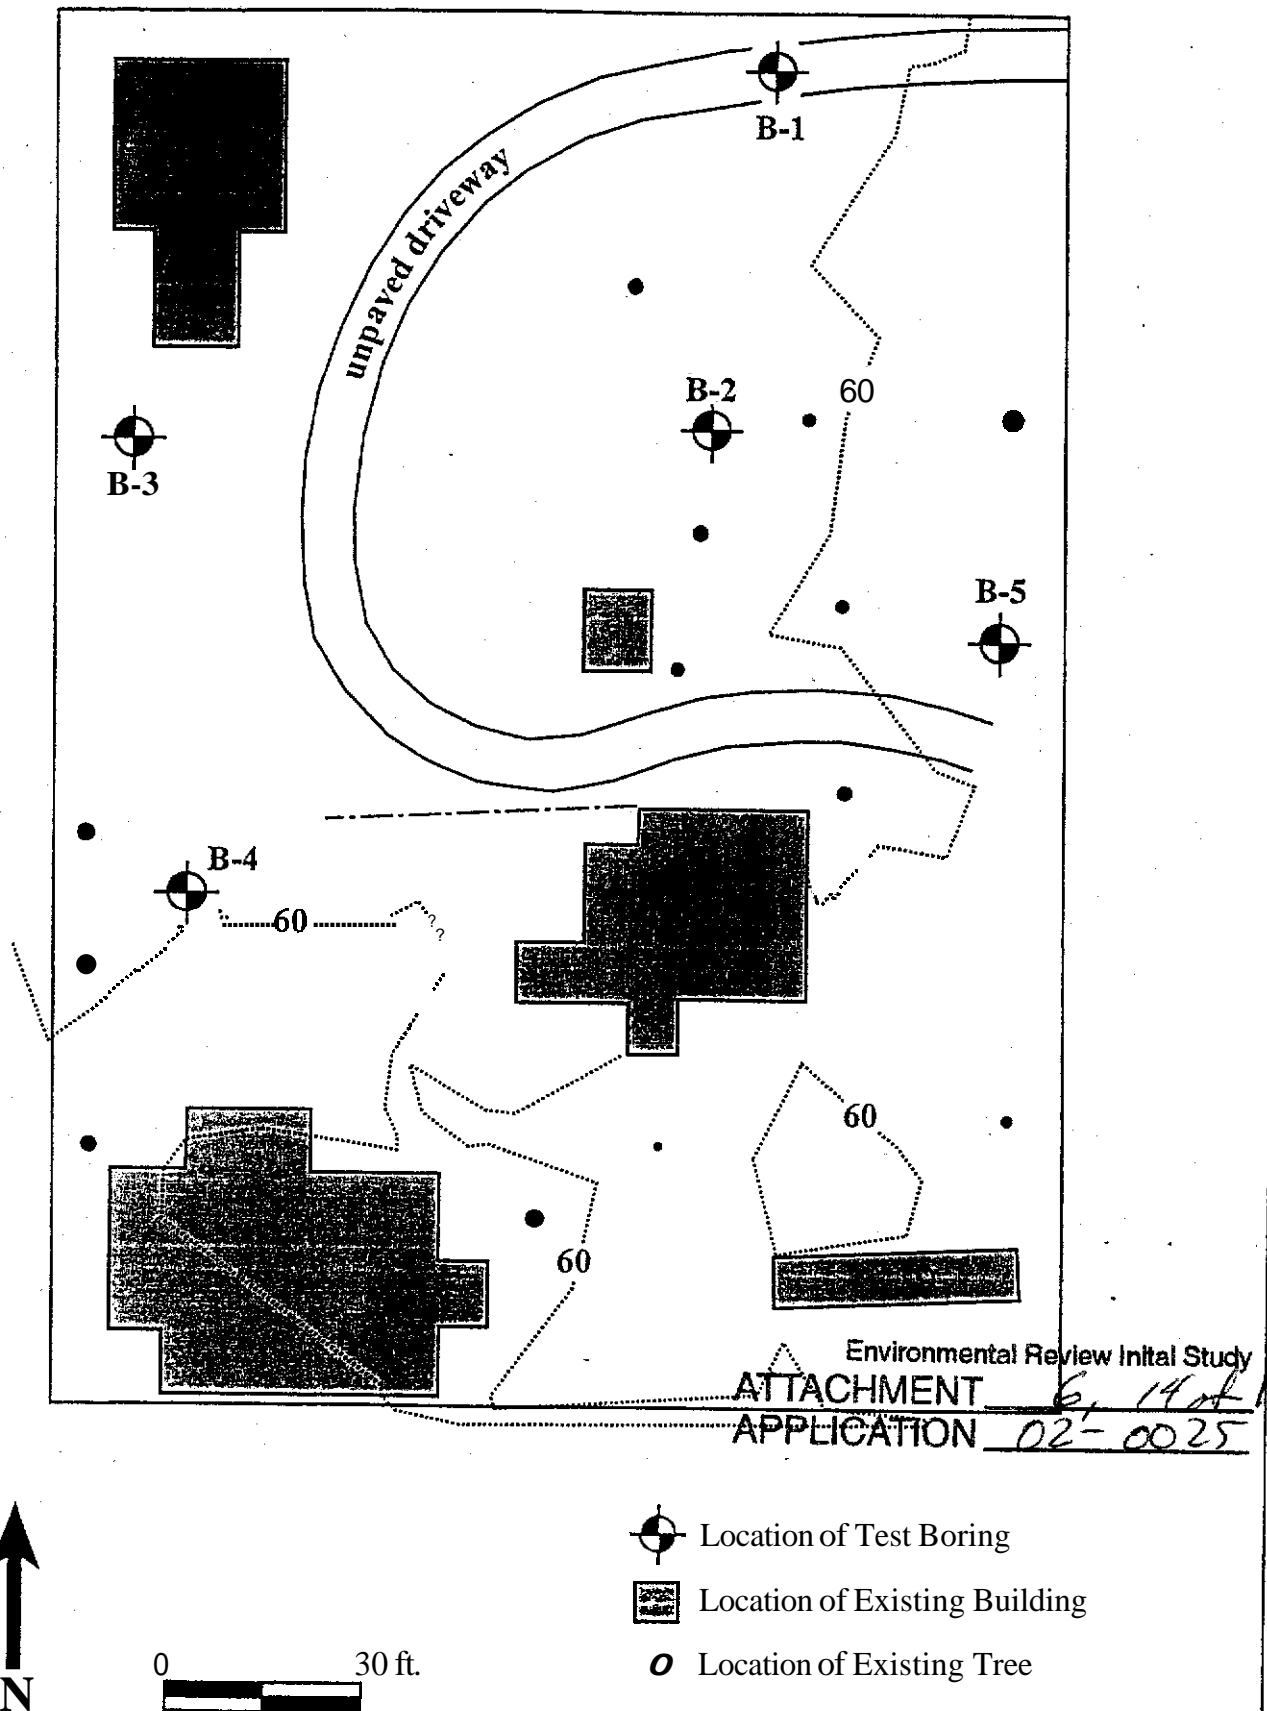 B-1
unpaved driveway
B-2
60
B-3
B-5
B-4
60
?
?
60
60
Environmental Review Inital Study
ATTACHMENT 6, 14 of
APPLICATION 02-0025
Location of Test Boring
Location of Existing Building
Location of Existing Tree
0 30 ft.
N